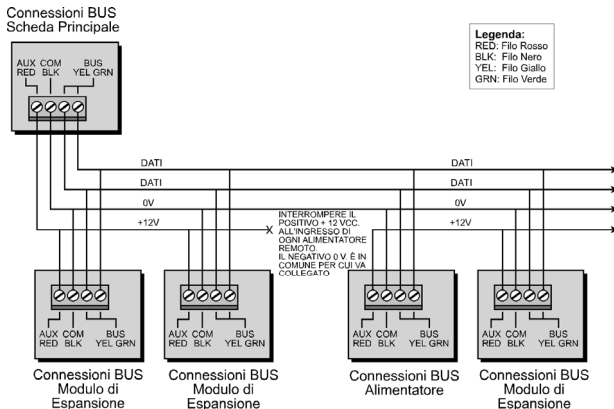 Connessioni BUS
Scheda Principale
AUX COM BUS
RED BLK YEL GRN
Legenda:
RED: Filo Rosso
BLK: Filo Nero
YEL: Filo Giallo
GRN: Filo Verde
DATI DATI
DATI DATI
0V 0V
+12V +12V
X
INTERROMPERE IL
POSITIVO + 12 VCC.
ALL'INGRESSO DI
OGNI ALIMENTATORE
REMOTO.
IL NEGATIVO 0 V. È IN
COMUNE PER CUI VA
COLLEGATO
AUX COM BUS
RED BLK YEL GRN
AUX COM BUS
RED BLK YEL GRN
AUX COM BUS
RED BLK YEL GRN
AUX COM BUS
RED BLK YEL GRN
Connessioni BUS
Modulo di
Espansione
Connessioni BUS
Modulo di
Espansione
Connessioni BUS
Alimentatore
Connessioni BUS
Modulo di
Espansione